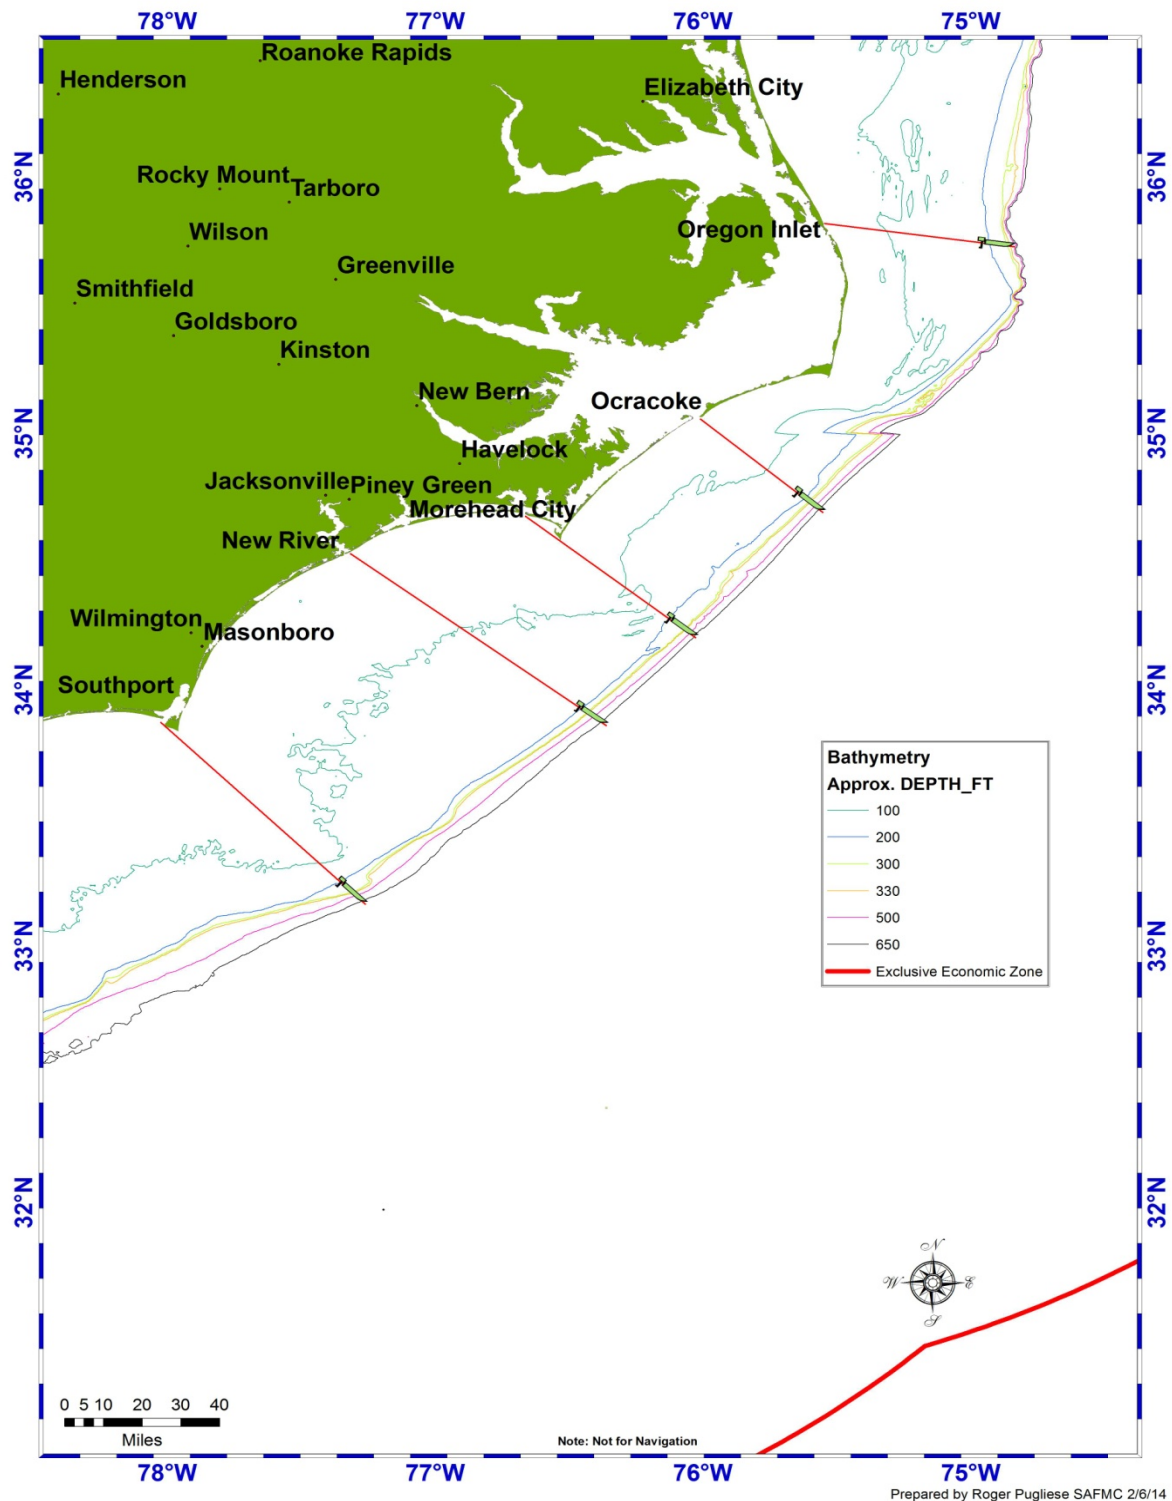 78°W 77°W 76°W 75°W
Roanoke Rapids
Henderson
Elizabeth City
36°N
36°N
Rocky Mount
Tarboro
Oregon Inlet
Wilson
Greenville
Smithfield
Goldsboro
Kinston
New Bern
Ocracoke
35°N
35°N
Havelock
Jacksonville
Piney Green
Morehead City
New River
Wilmington
Masonboro
Southport
34°N
34°N
Bathymetry
Approx. DEPTH_FT
100
200
300
330
500
650
Exclusive Economic Zone
33°N
33°N
32°N
32°N
N
W E
S
0 5 10 20 30 40
Miles
Note: Not for Navigation
78°W 77°W 76°W 75°W
Prepared by Roger Pugliese SAFMC 2/6/14